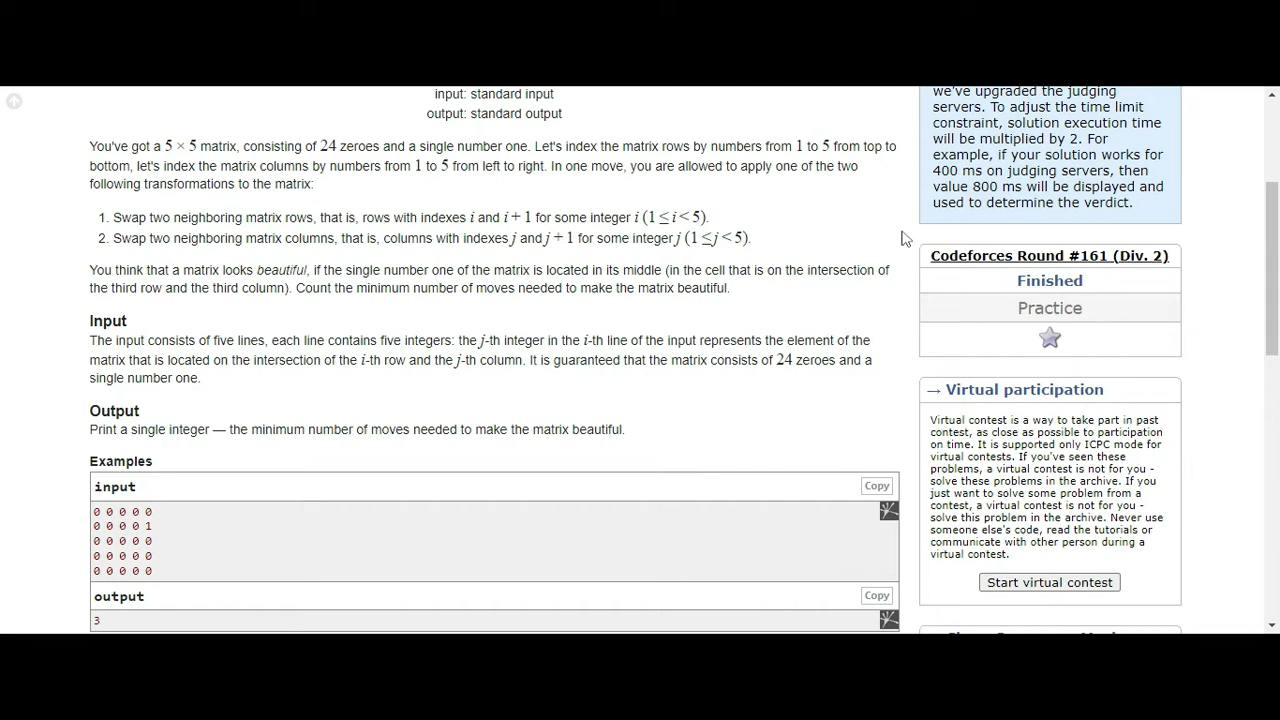 input: standard input
output: standard output
You've got a 5 × 5 matrix, consisting of 24 zeroes and a single number one. Let's index the matrix rows by numbers from 1 to 5 from top to
bottom, let's index the matrix columns by numbers from 1 to 5 from left to right. In one move, you are allowed to apply one of the two
following transformations to the matrix:
1. Swap two neighboring matrix rows, that is, rows with indexes i and i + 1 for some integer i (1 ≤ i < 5).
2. Swap two neighboring matrix columns, that is, columns with indexes j and j + 1 for some integer j (1 ≤ j < 5).
You think that a matrix looks beautiful, if the single number one of the matrix is located in its middle (in the cell that is on the intersection of
the third row and the third column). Count the minimum number of moves needed to make the matrix beautiful.
Input
The input consists of five lines, each line contains five integers: the j-th integer in the i-th line of the input represents the element of the
matrix that is located on the intersection of the i-th row and the j-th column. It is guaranteed that the matrix consists of 24 zeroes and a
single number one.
Output
Print a single integer — the minimum number of moves needed to make the matrix beautiful.
Examples
input
Copy
0 0 0 0 0
0 0 0 0 1
0 0 0 0 0
0 0 0 0 0
0 0 0 0 0
output
Copy
3
we've upgraded the judging
servers. To adjust the time limit
constraint, solution execution time
will be multiplied by 2. For
example, if your solution works for
400 ms on judging servers, then
value 800 ms will be displayed and
used to determine the verdict.
Codeforces Round #161 (Div. 2)
Finished
Practice
→ Virtual participation
Virtual contest is a way to take part in past
contest, as close as possible to participation
on time. It is supported only ICPC mode for
virtual contests. If you've seen these
problems, a virtual contest is not for you -
solve these problems in the archive. If you
just want to solve some problem from a
contest, a virtual contest is not for you -
solve this problem in the archive. Never use
someone else's code, read the tutorials or
communicate with other person during a
virtual contest.
Start virtual contest